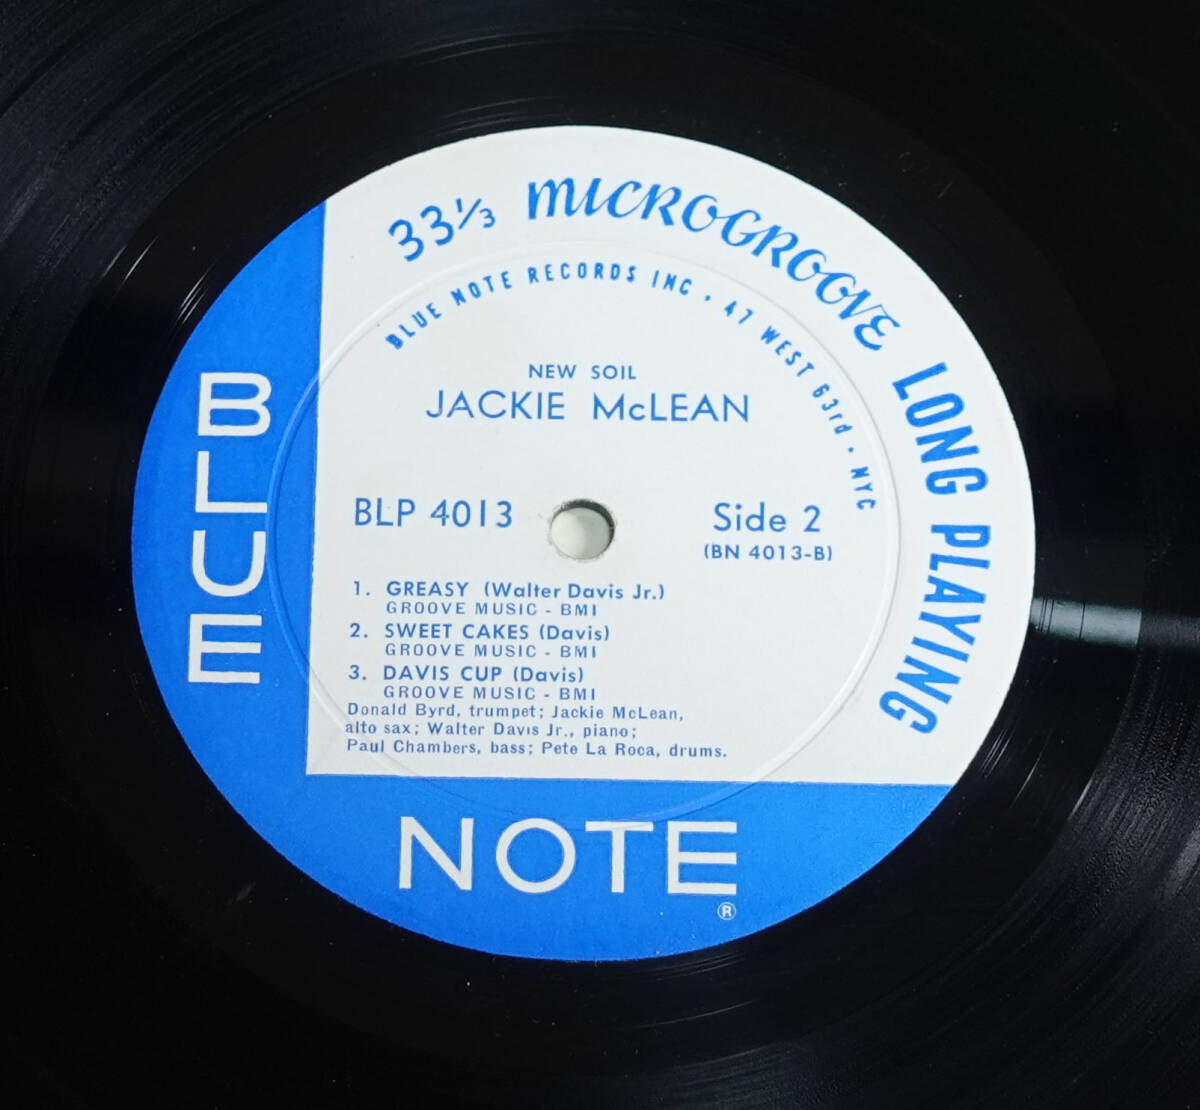 33⅓ MICROGROOVE LONG PLAYING
BLUE NOTE RECORDS INC • 47 WEST 63rd • NYC
NEW SOIL
JACKIE McLEAN
BLP 4013
Side 2
(BN 4013-B)
1. GREASY (Walter Davis Jr.)
GROOVE MUSIC - BMI
2. SWEET CAKES (Davis)
GROOVE MUSIC - BMI
3. DAVIS CUP (Davis)
GROOVE MUSIC - BMI
Donald Byrd, trumpet; Jackie McLean,
alto sax; Walter Davis Jr., piano;
Paul Chambers, bass; Pete La Roca, drums.
BLUE
NOTE
®